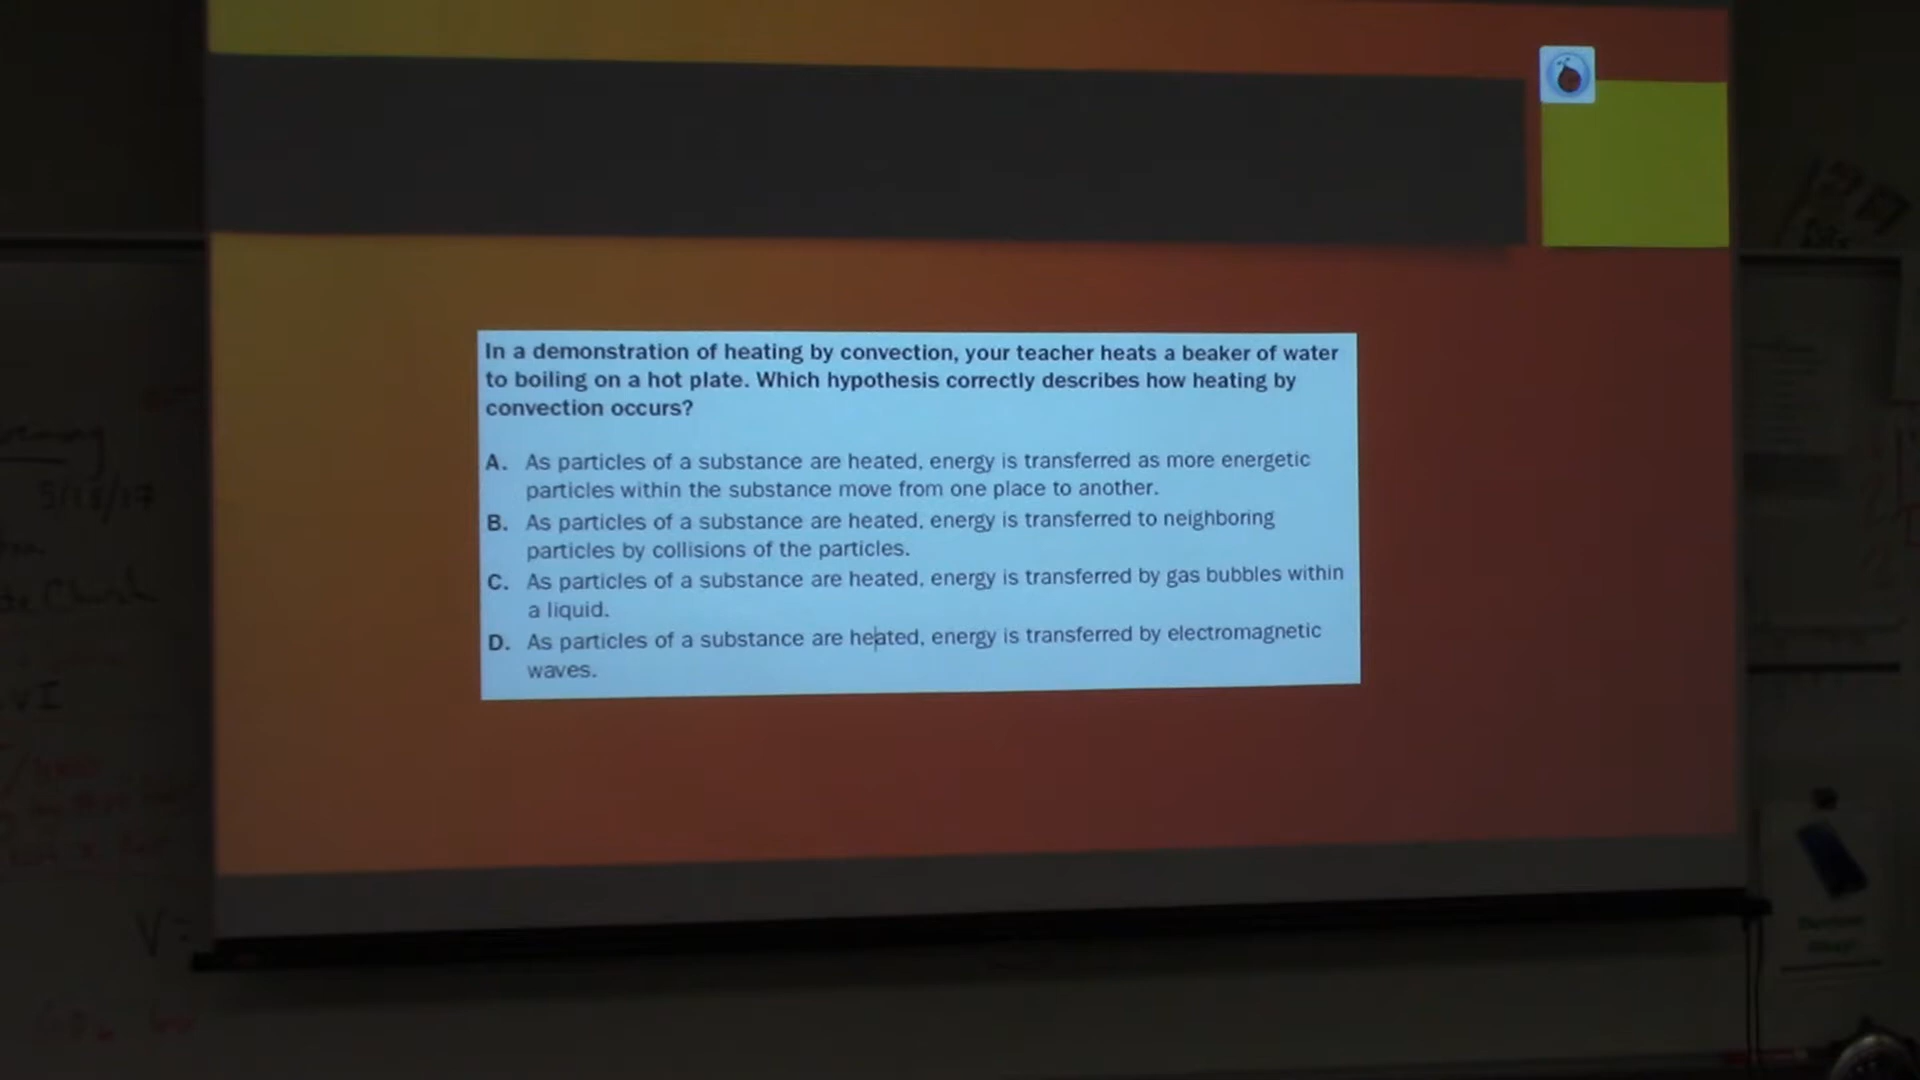 In a demonstration of heating by convection, your teacher heats a beaker of water
to boiling on a hot plate. Which hypothesis correctly describes how heating by
convection occurs?
A. As particles of a substance are heated, energy is transferred as more energetic
particles within the substance move from one place to another.
B. As particles of a substance are heated, energy is transferred to neighboring
particles by collisions of the particles.
C. As particles of a substance are heated, energy is transferred by gas bubbles within
a liquid.
D. As particles of a substance are heated, energy is transferred by electromagnetic
waves.
5/18/17
V=